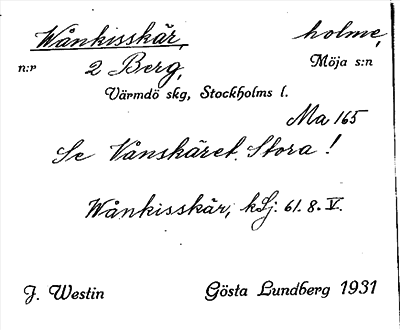 Wånkisskär, holme,
n:r 2 Berg, Möja s:n
Värmdö skg, Stockholms l.
Ma 165
Se Vånskäret, Stora !
Wånkisskär, kSj. 61. 8. V.
J. Westin Gösta Lundberg 1931